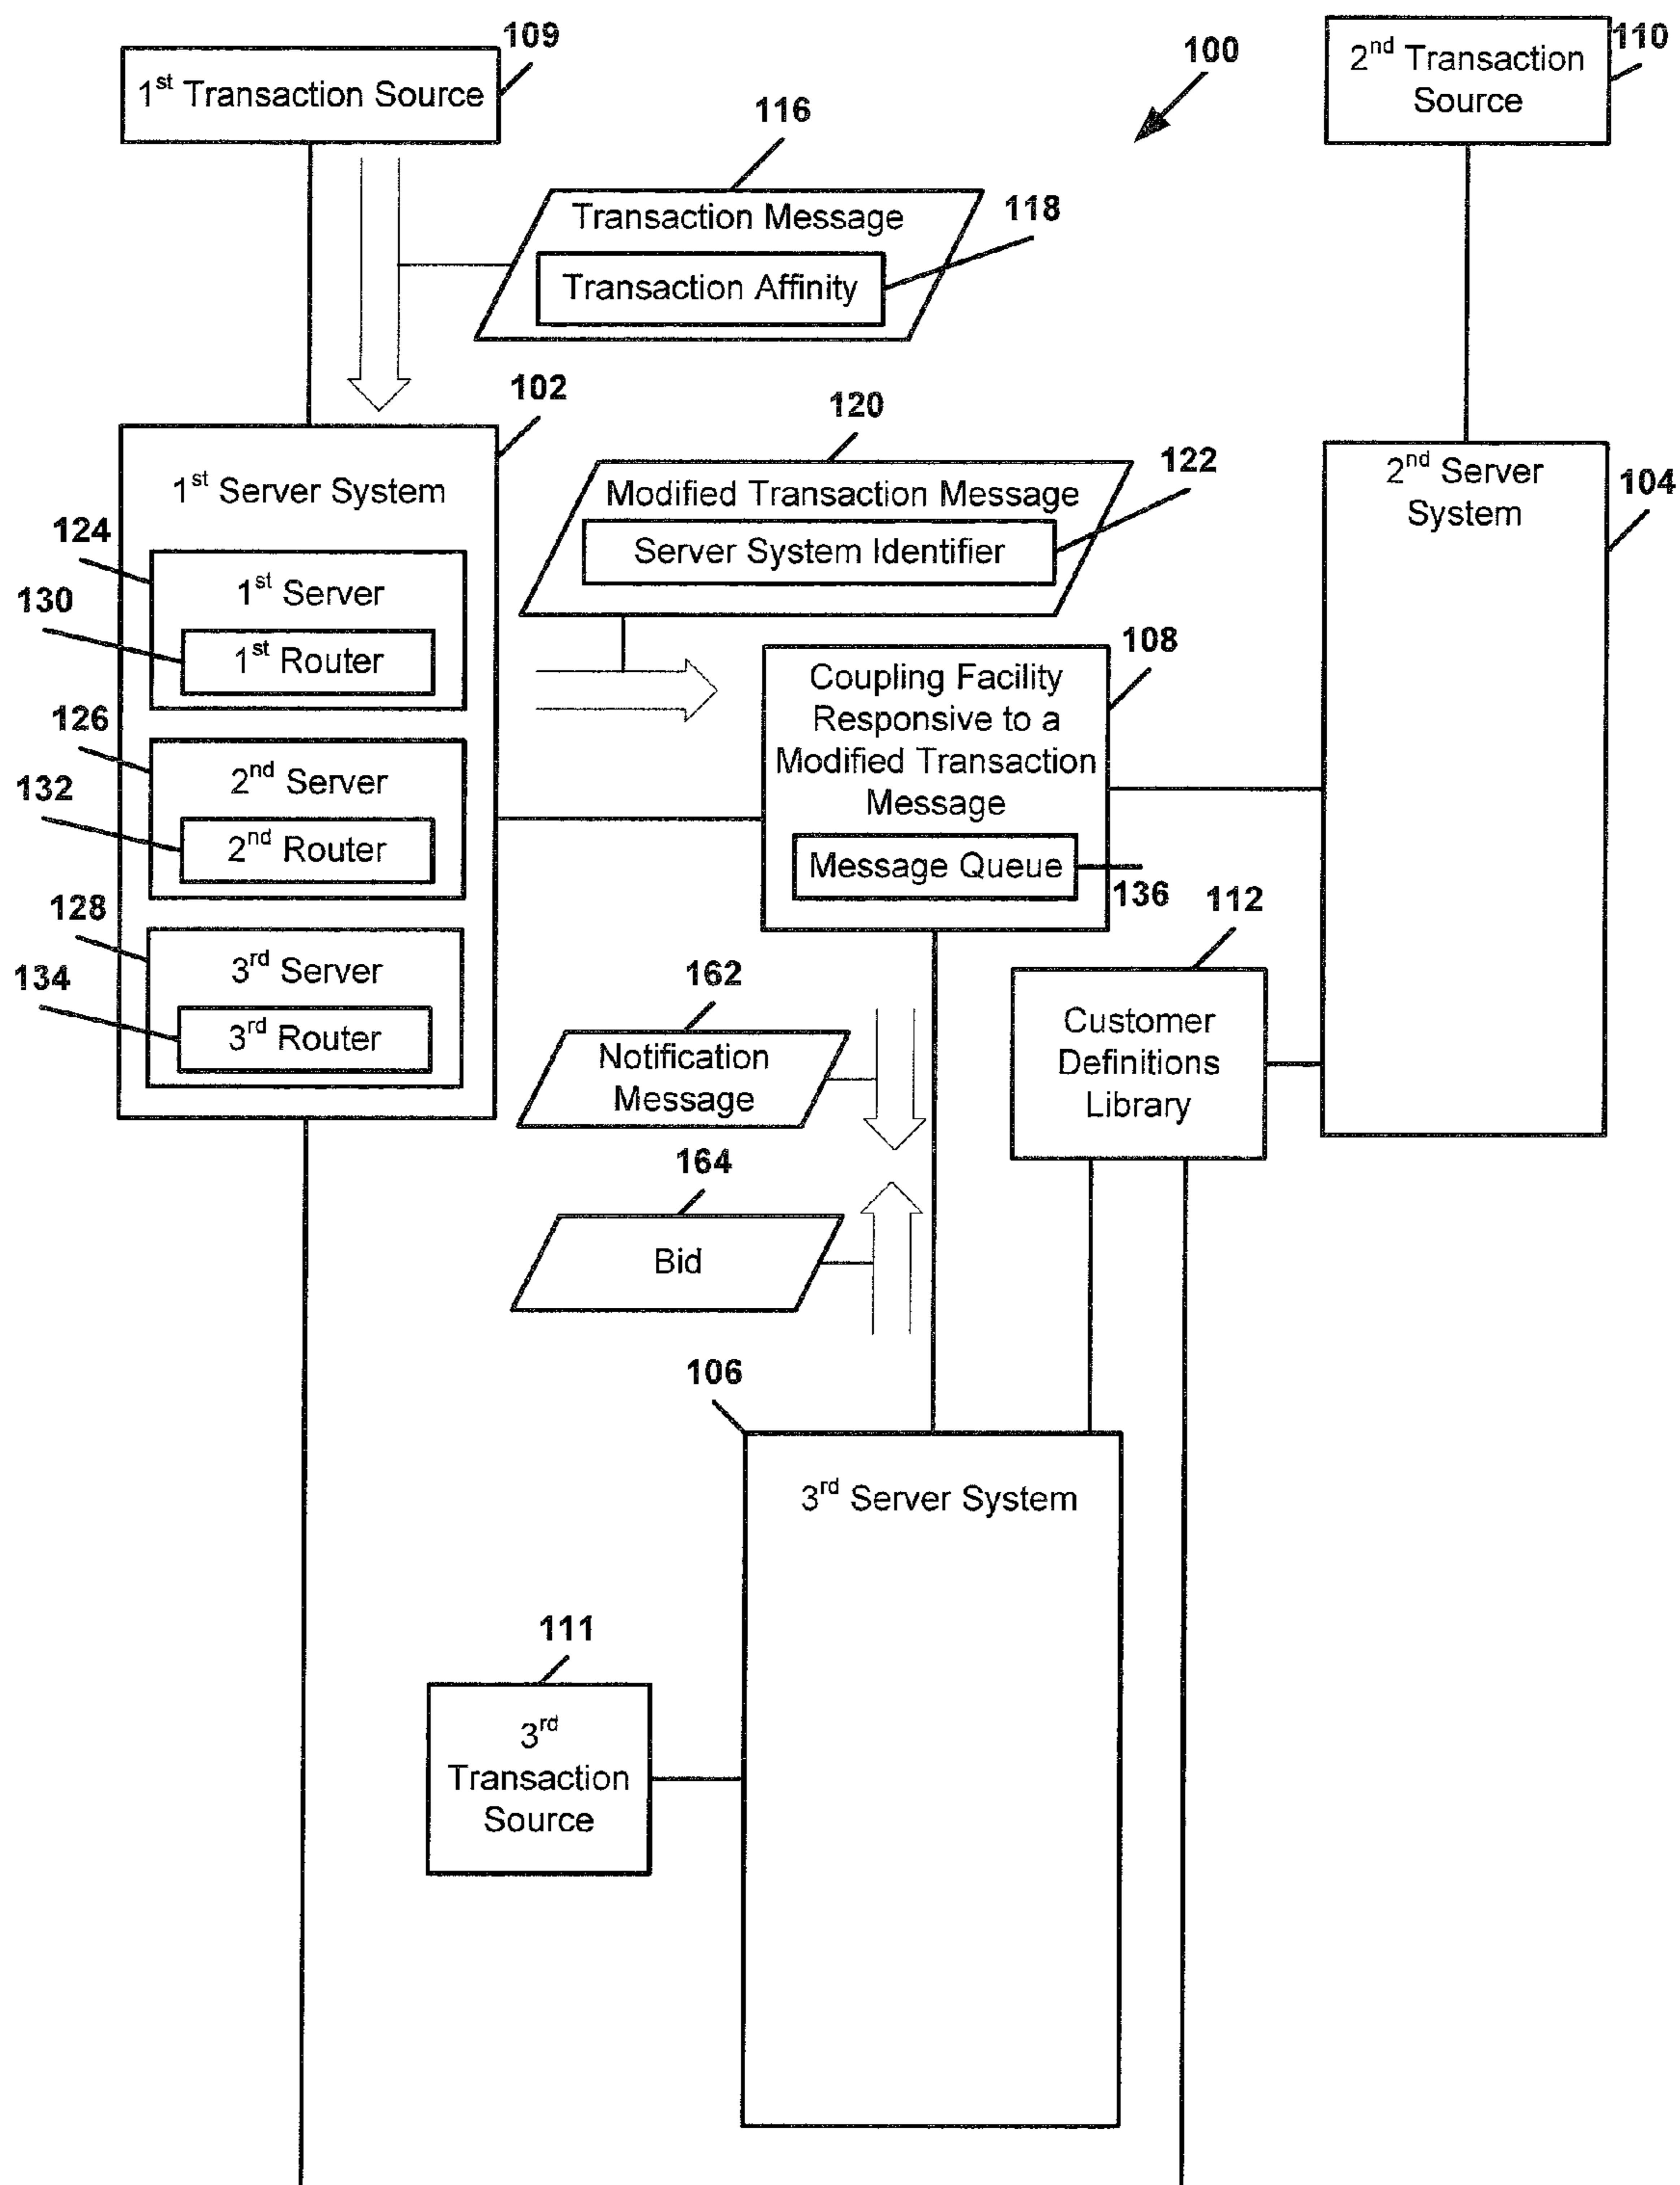 109
1st Transaction Source
100
2nd Transaction
Source
110
116
Transaction Message
118
Transaction Affinity
102
1st Server System
120
Modified Transaction Message
122
Server System Identifier
2nd Server
System
104
124
1st Server
130
1st Router
126
2nd Server
132
2nd Router
128
3rd Server
134
3rd Router
108
Coupling Facility
Responsive to a
Modified Transaction
Message
Message Queue
136
112
Customer
Definitions
Library
162
Notification
Message
164
Bid
106
3rd Server System
111
3rd
Transaction
Source